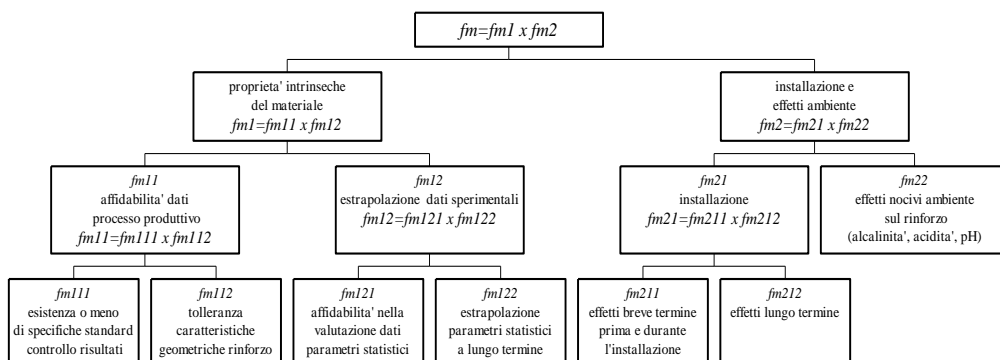 fm=fm1 x fm2
proprieta' intrinseche
del materiale
fm1=fm11 x fm12
installazione e
effetti ambiente
fm2=fm21 x fm22
fm11
affidabilita' dati
processo produttivo
fm11=fm111 x fm112
fm12
estrapolazione dati sperimentali
fm12=fm121 x fm122
fm21
installazione
fm21=fm211 x fm212
fm22
effetti nocivi ambiente
sul rinforzo
(alcalinita', acidita', pH)
fm111
esistenza o meno
di specifiche standard
controllo risultati
fm112
tolleranza
caratteristiche
geometriche rinforzo
fm121
affidabilita' nella
valutazione dati
parametri statistici
fm122
estrapolazione
parametri statistici
a lungo termine
fm211
effetti breve termine
prima e durante
l'installazione
fm212
effetti lungo termine